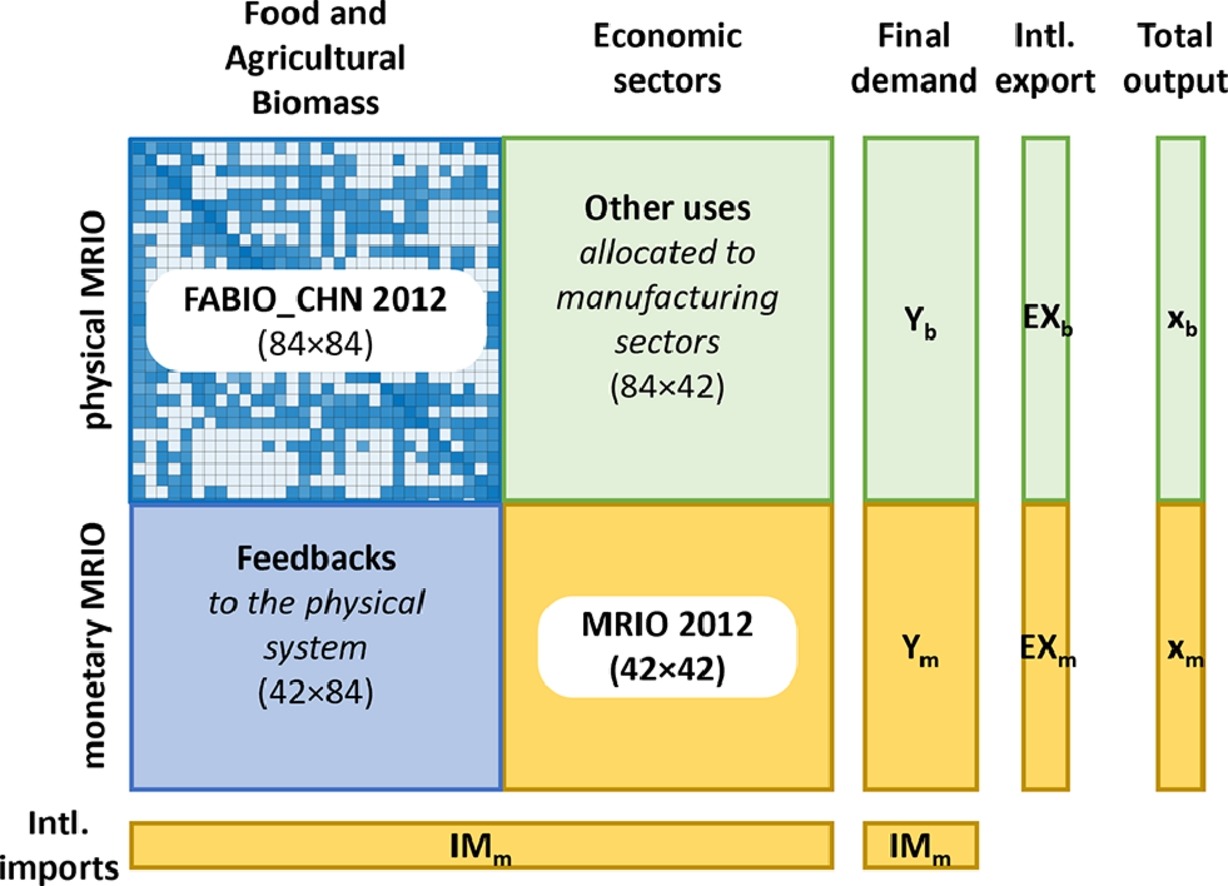 Food and
Agricultural
Biomass
Economic
sectors
Final
demand
Intl.
export
Total
output
physical MRIO
FABIO_CHN 2012
(84×84)
Other uses
allocated to
manufacturing
sectors
(84×42)
Yb
EXb
xb
monetary MRIO
Feedbacks
to the physical
system
(42×84)
MRIO 2012
(42×42)
Ym
EXm
xm
Intl.
imports
IMm
IMm